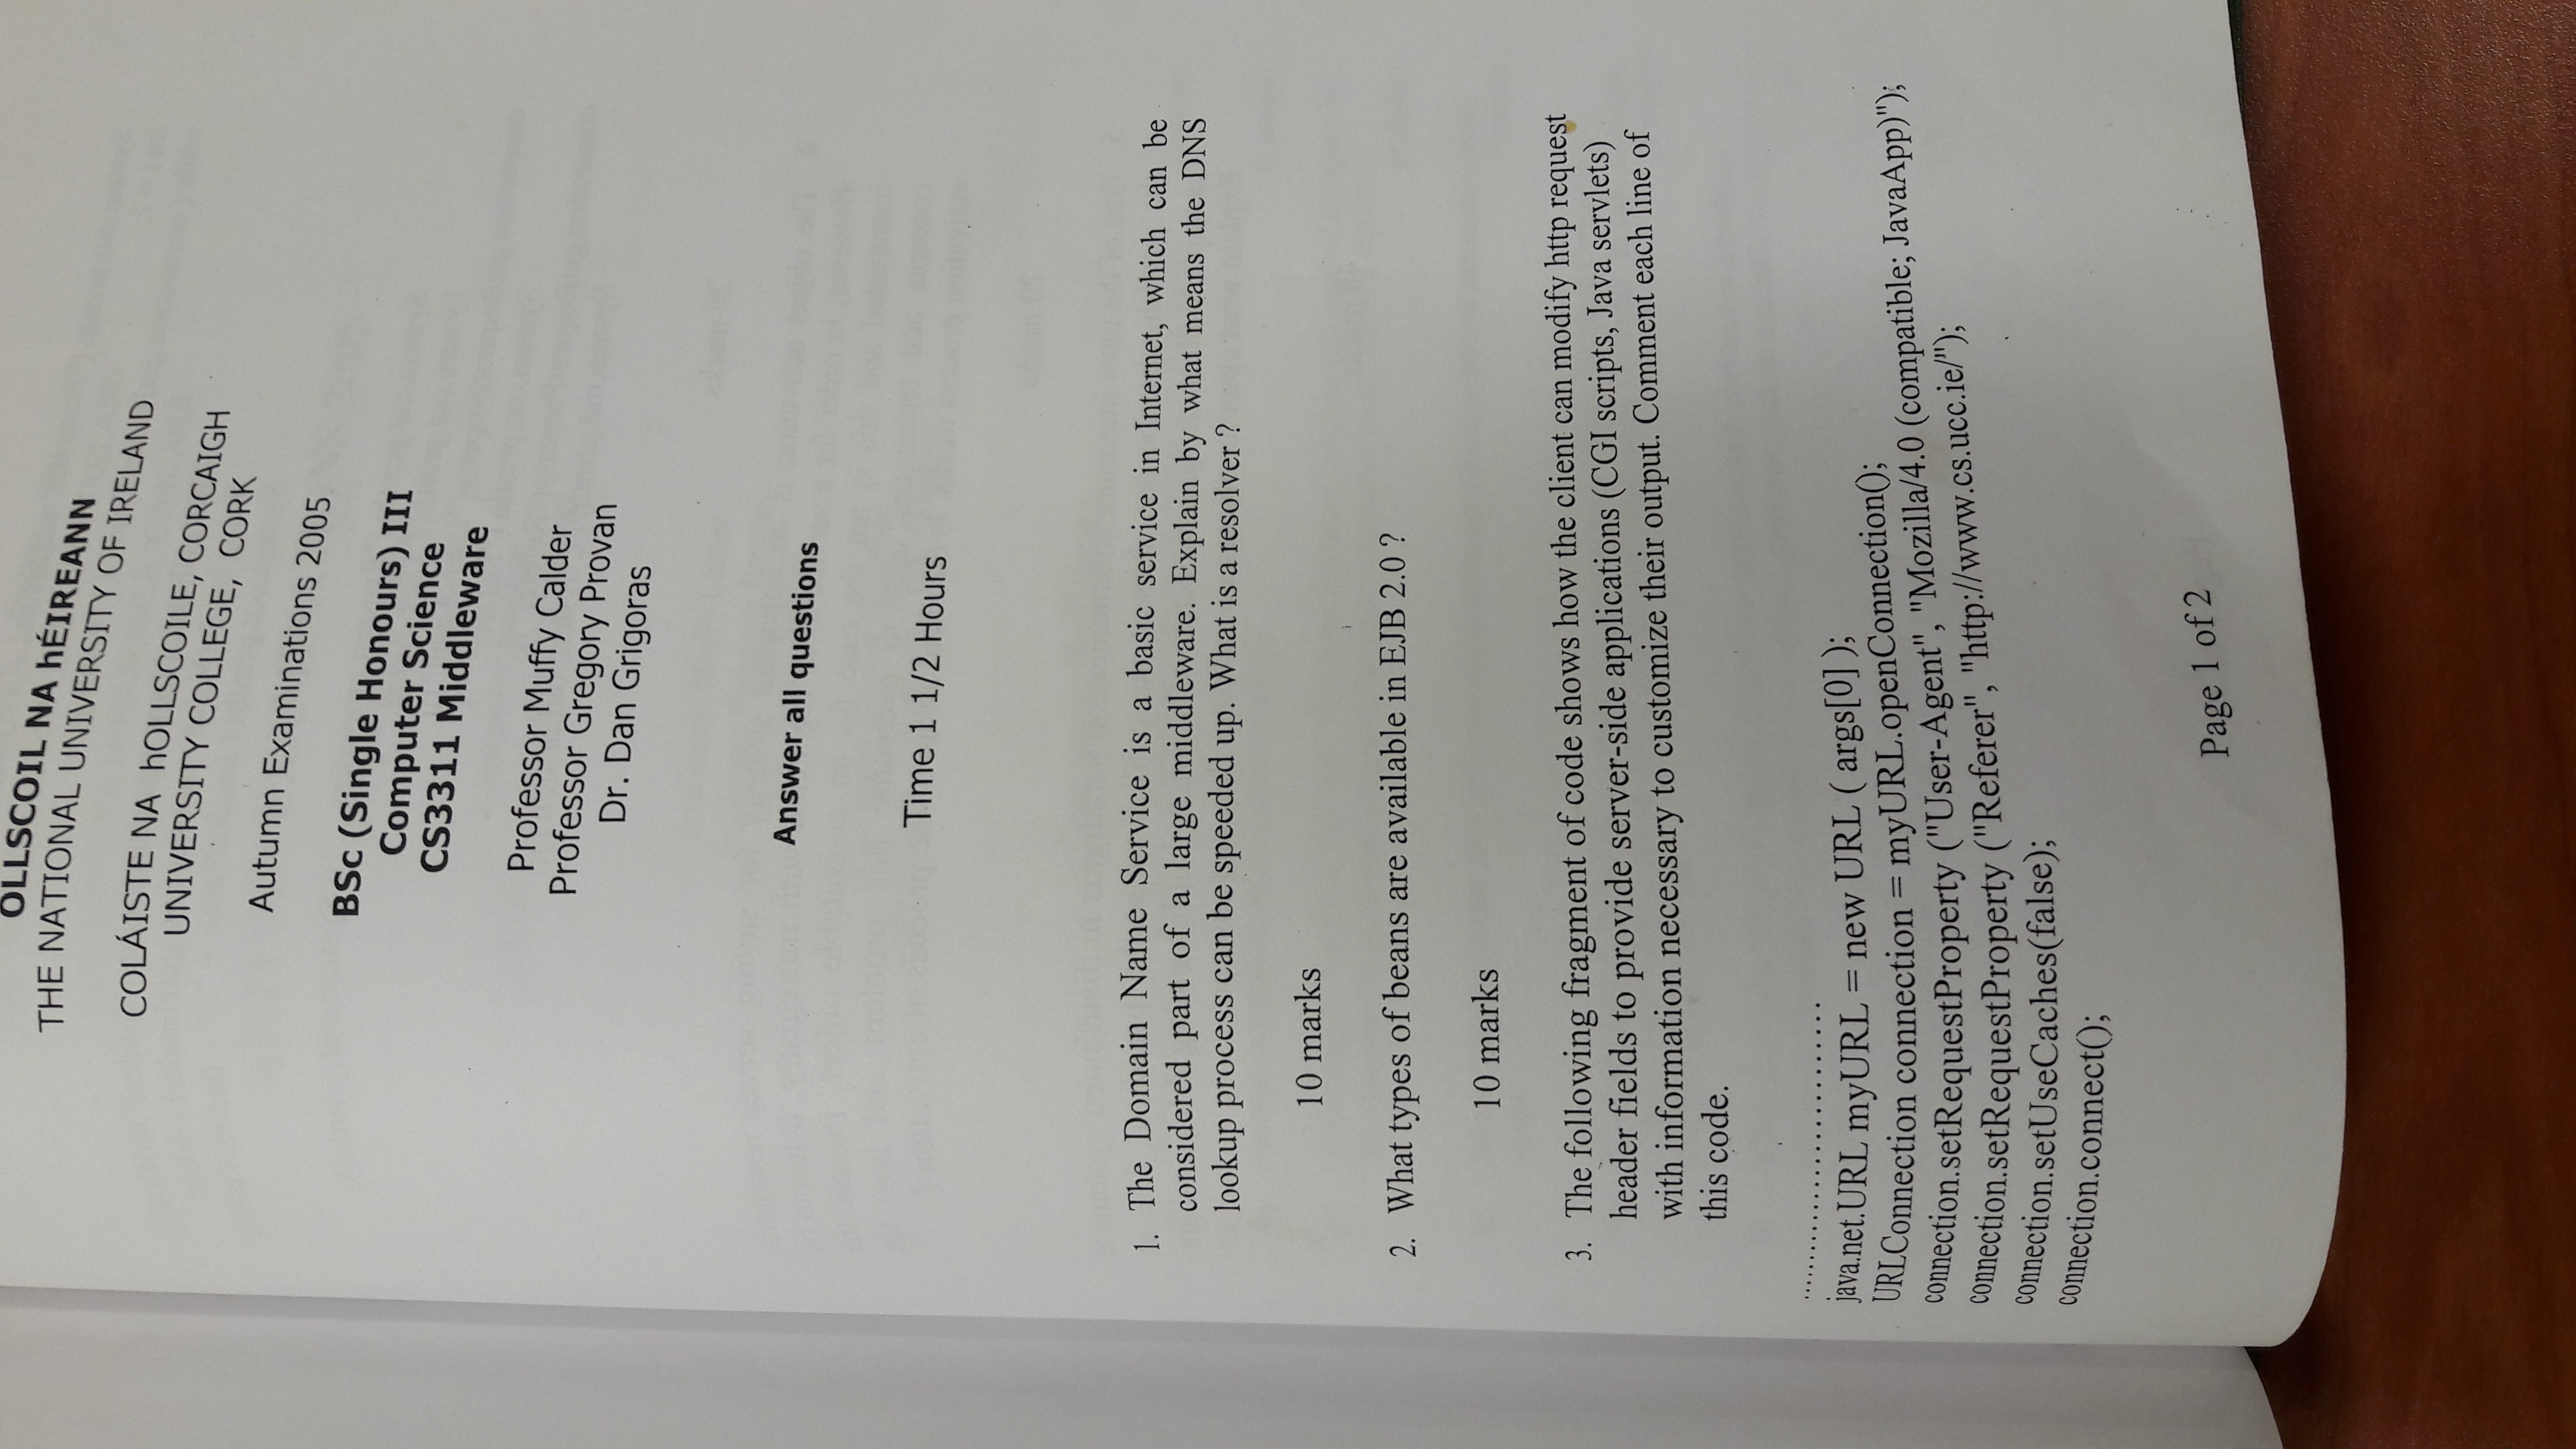 OLLSCOIL NA hÉIREANN
THE NATIONAL UNIVERSITY OF IRELAND
COLÁISTE NA hOLLSCOILE, CORCAIGH
UNIVERSITY COLLEGE, CORK
Autumn Examinations 2005
BSc (Single Honours) III
Computer Science
CS3311 Middleware
Professor Muffy Calder
Professor Gregory Provan
Dr. Dan Grigoras
Answer all questions
Time 1 1/2 Hours
1. The Domain Name Service is a basic service in Internet, which can be
considered part of a large middleware. Explain by what means the DNS
lookup process can be speeded up. What is a resolver ?
10 marks
2. What types of beans are available in EJB 2.0 ?
10 marks
3. The following fragment of code shows how the client can modify http request
header fields to provide server-side applications (CGI scripts, Java servlets)
with information necessary to customize their output. Comment each line of
this code.
............................
java.net.URL myURL = new URL ( args[0] );
URLConnection connection = myURL.openConnection();
connection.setRequestProperty ("User-Agent", "Mozilla/4.0 (compatible; JavaApp)");
connection.setRequestProperty ("Referer", "http://www.cs.ucc.ie/");
connection.setUseCaches(false);
connection.connect();
Page 1 of 2